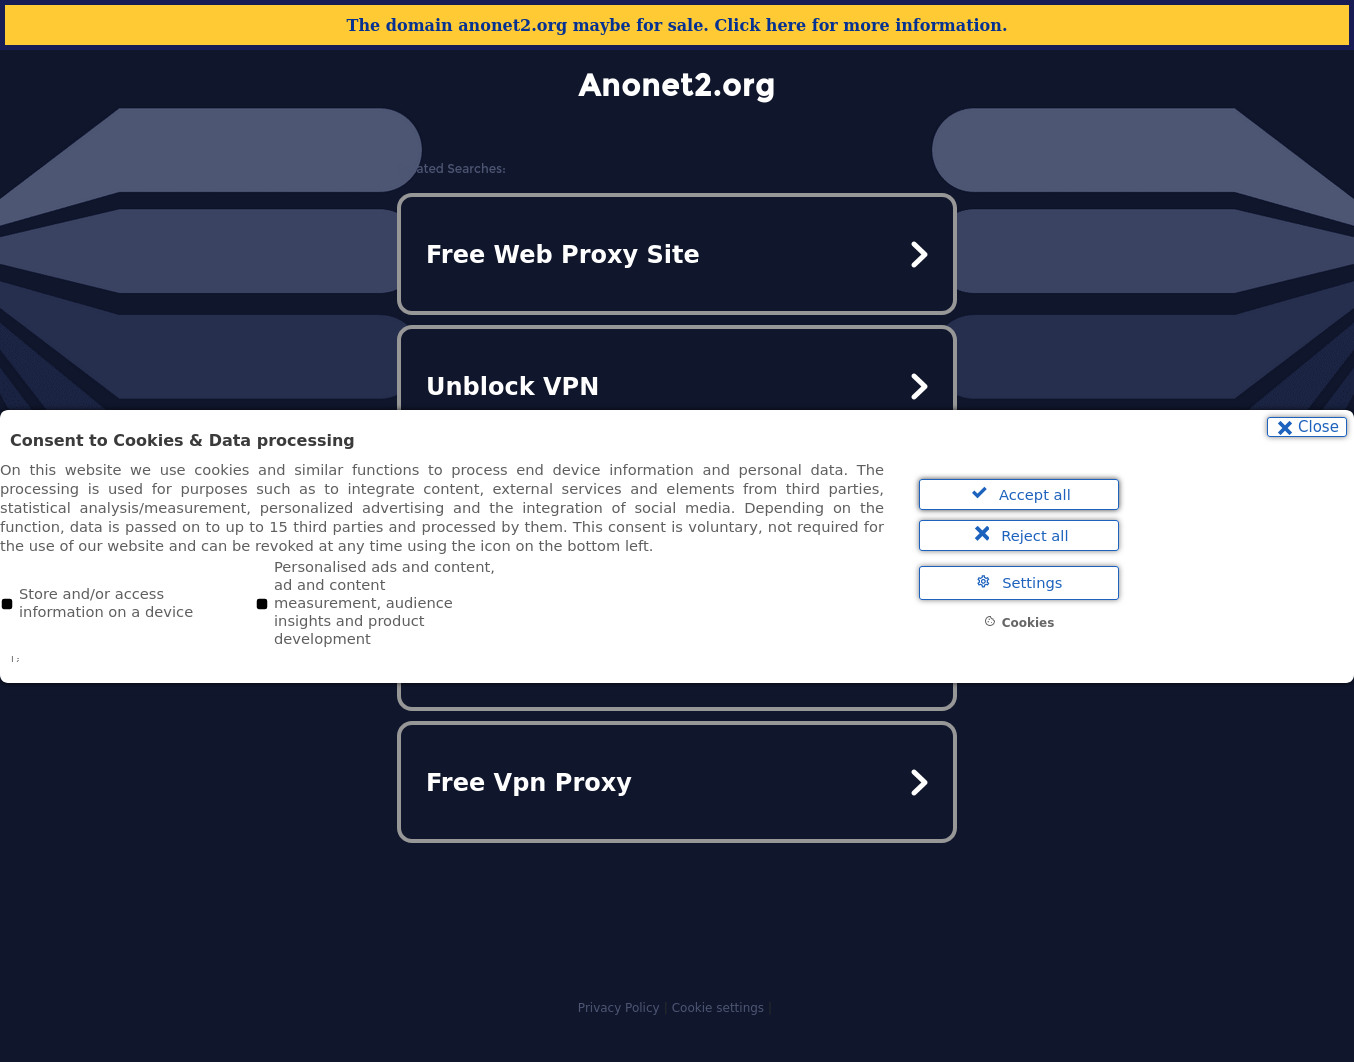 The domain anonet2.org maybe for sale. Click here for more information.
Anonet2.org
Searches:
Free Web Proxy Site
Unblock VPN
Close
Consent to Cookies & Data processing
On this website we use cookies and similar functions to process end device information and personal data. The
processing is used for purposes such as to integrate content, external services and elements from third parties,
statistical analysis/measurement, personalized advertising and the integration of social media. Depending on the
function, data is passed on to up to 15 third parties and processed by them. This consent is voluntary, not required for
the use of our website and can be revoked at any time using the icon on the bottom left.
Store and/or access
information on a device
Personalised ads and content,
ad and content
measurement, audience
insights and product
development
Accept all
Reject all
Settings
Cookies
Free Vpn Proxy
Privacy Policy | Cookie settings |